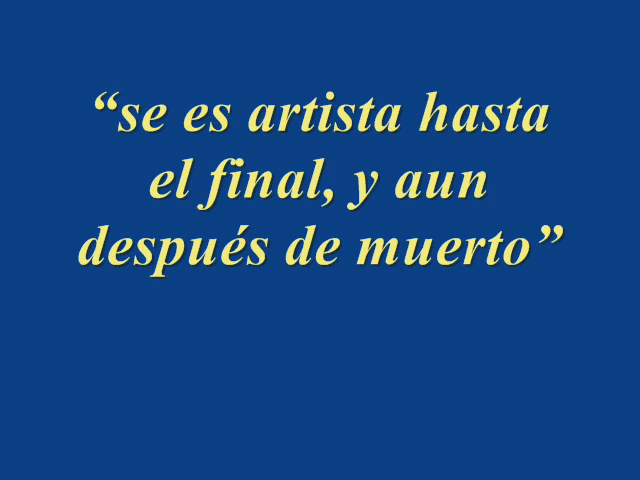 “se es artista hasta
el final, y aun
después de muerto”